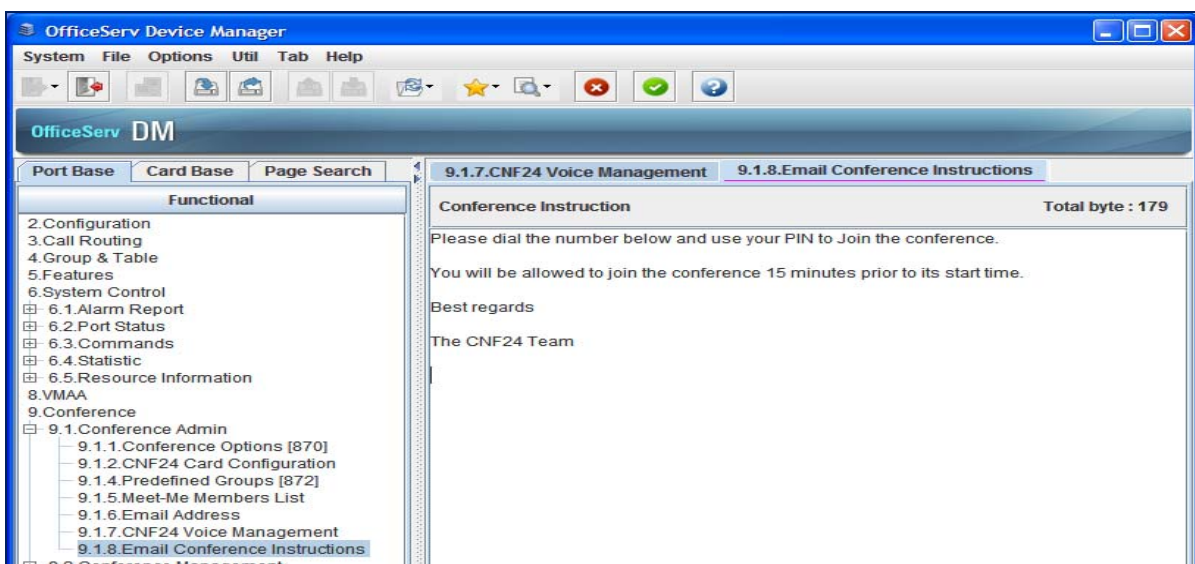 OfficeServ Device Manager
System File Options Util Tab Help
OfficeServ DM
Port Base Card Base Page Search
Functional
2.Configuration
3.Call Routing
4.Group & Table
5.Features
6.System Control
6.1.Alarm Report
6.2.Port Status
6.3.Commands
6.4.Statistic
6.5.Resource Information
8.VMAA
9.Conference
9.1.Conference Admin
9.1.1.Conference Options [870]
9.1.2.CNF24 Card Configuration
9.1.4.Predefined Groups [872]
9.1.5.Meet-Me Members List
9.1.6.Email Address
9.1.7.CNF24 Voice Management
9.1.8.Email Conference Instructions
9.1.7.CNF24 Voice Management 9.1.8.Email Conference Instructions
Conference Instruction Total byte : 179
Please dial the number below and use your PIN to Join the conference.
You will be allowed to join the conference 15 minutes prior to its start time.
Best regards
The CNF24 Team